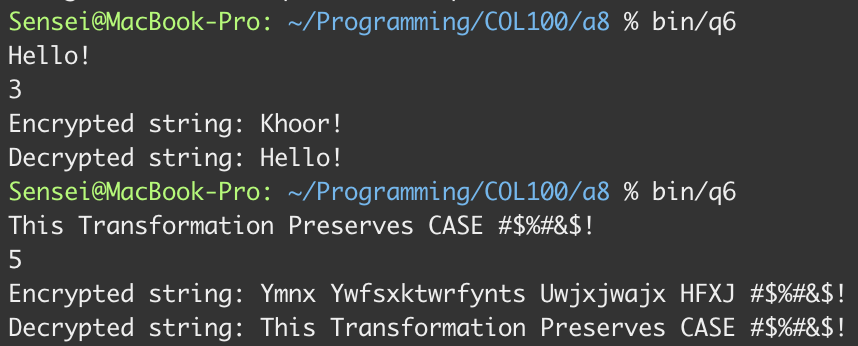 Sensei@MacBook-Pro: ~/Programming/COL100/a8 % bin/q6
Hello!
3
Encrypted string: Khoor!
Decrypted string: Hello!
Sensei@MacBook-Pro: ~/Programming/COL100/a8 % bin/q6
This Transformation Preserves CASE #$%#&$!
5
Encrypted string: Ymnx Ywfsxktwrfynts Uwjxjwajx HFXJ #$%#&$!
Decrypted string: This Transformation Preserves CASE #$%#&$!